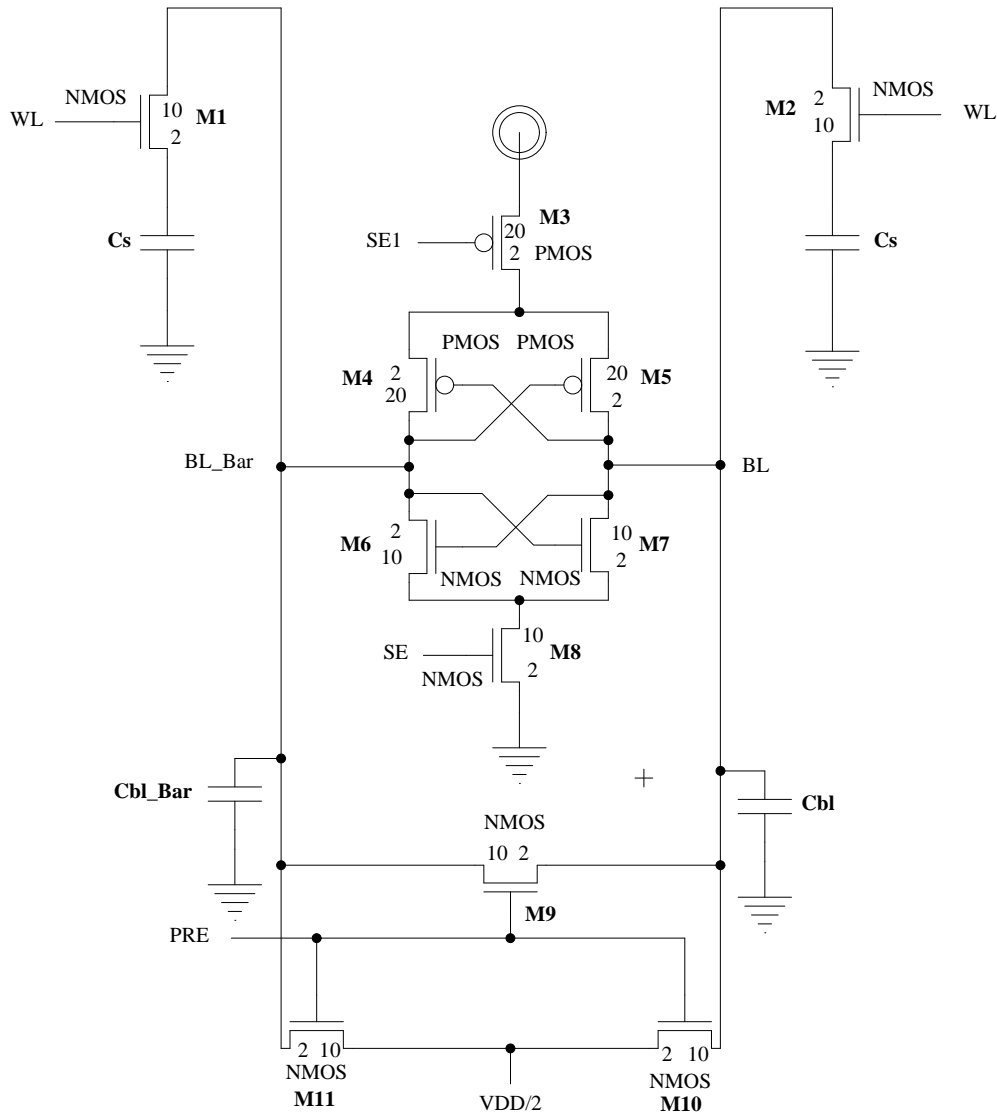 NMOS
WL
10
2
M1
Cs
M2
2
10
NMOS
WL
Cs
M3
SE1
20
2
PMOS
PMOS
PMOS
M4
2
20
20
2
M5
BL_Bar
BL
M6
2
10
NMOS
NMOS
10
2
M7
SE
NMOS
10
2
M8
Cbl_Bar
Cbl
NMOS
10 2
M9
PRE
2 10
NMOS
M11
VDD/2
2 10
NMOS
M10